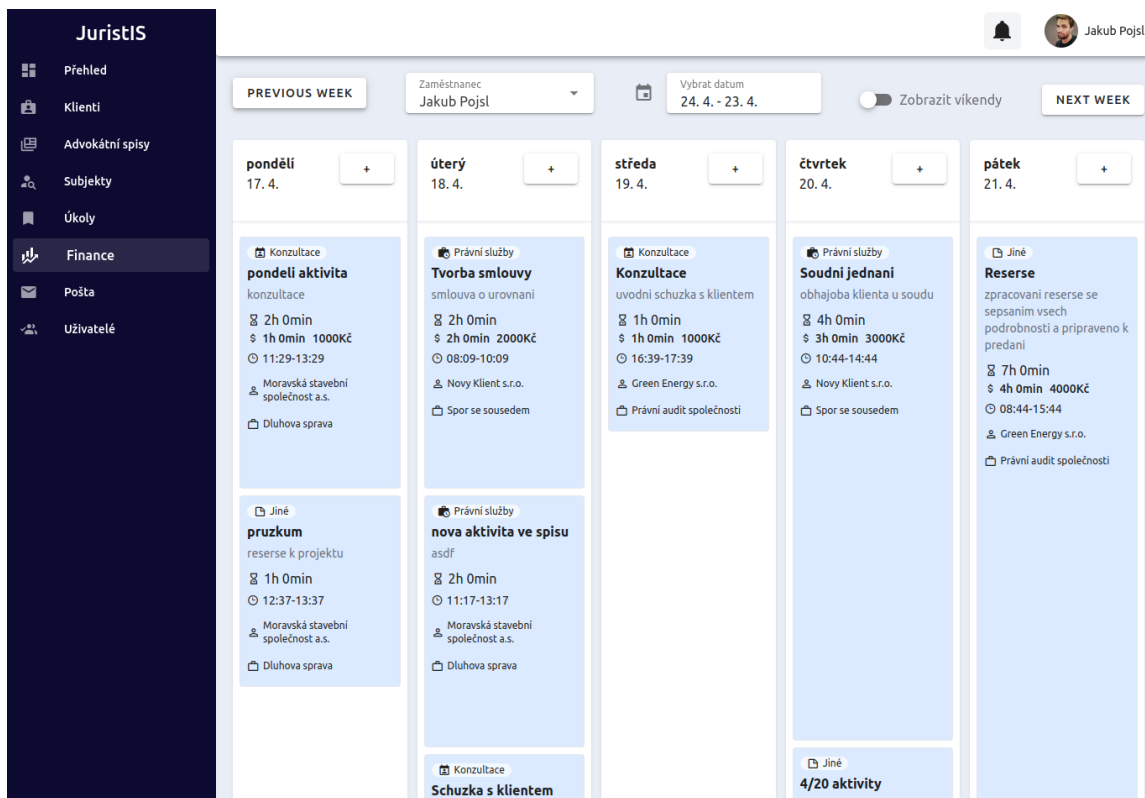 JuristIS
Přehled
Klienti
Advokátní spisy
Subjekty
Úkoly
Finance
Pošta
Uživatelé
Jakub Pojsl
PREVIOUS WEEK
Zaměstnanec
Jakub Pojsl
Vybrat datum
24. 4. - 23. 4.
Zobrazit víkendy
NEXT WEEK
pondělí
17. 4.
+
Konzultace
pondeli aktivita
konzultace
2h 0min
$ 1h 0min 1000Kč
11:29-13:29
Moravská stavební
společnost a.s.
Dluhova sprava
Jiné
pruzkum
reserse k projektu
1h 0min
12:37-13:37
Moravská stavební
společnost a.s.
Dluhova sprava
úterý
18. 4.
+
Právní služby
Tvorba smlouvy
smlouva o urovnani
2h 0min
$ 2h 0min 2000Kč
08:09-10:09
Novy Klient s.r.o.
Spor se sousedem
Právní služby
nova aktivita ve spisu
asdf
2h 0min
11:17-13:17
Moravská stavební
společnost a.s.
Dluhova sprava
Konzultace
Schuzka s klientem
středa
19. 4.
+
Konzultace
Konzultace
uvodni schuzka s klientem
1h 0min
$ 1h 0min 1000Kč
16:39-17:39
Green Energy s.r.o.
Právní audit společnosti
čtvrtek
20. 4.
+
Právní služby
Soudni jednani
obhajoba klienta u soudu
4h 0min
$ 3h 0min 3000Kč
10:44-14:44
Novy Klient s.r.o.
Spor se sousedem
Jiné
4/20 aktivity
pátek
21. 4.
+
Jiné
Reserse
zpracovani reserse se
sepsanim vsech
podrobnosti a pripraveno k
predani
7h 0min
$ 4h 0min 4000Kč
08:44-15:44
Green Energy s.r.o.
Právní audit společnosti